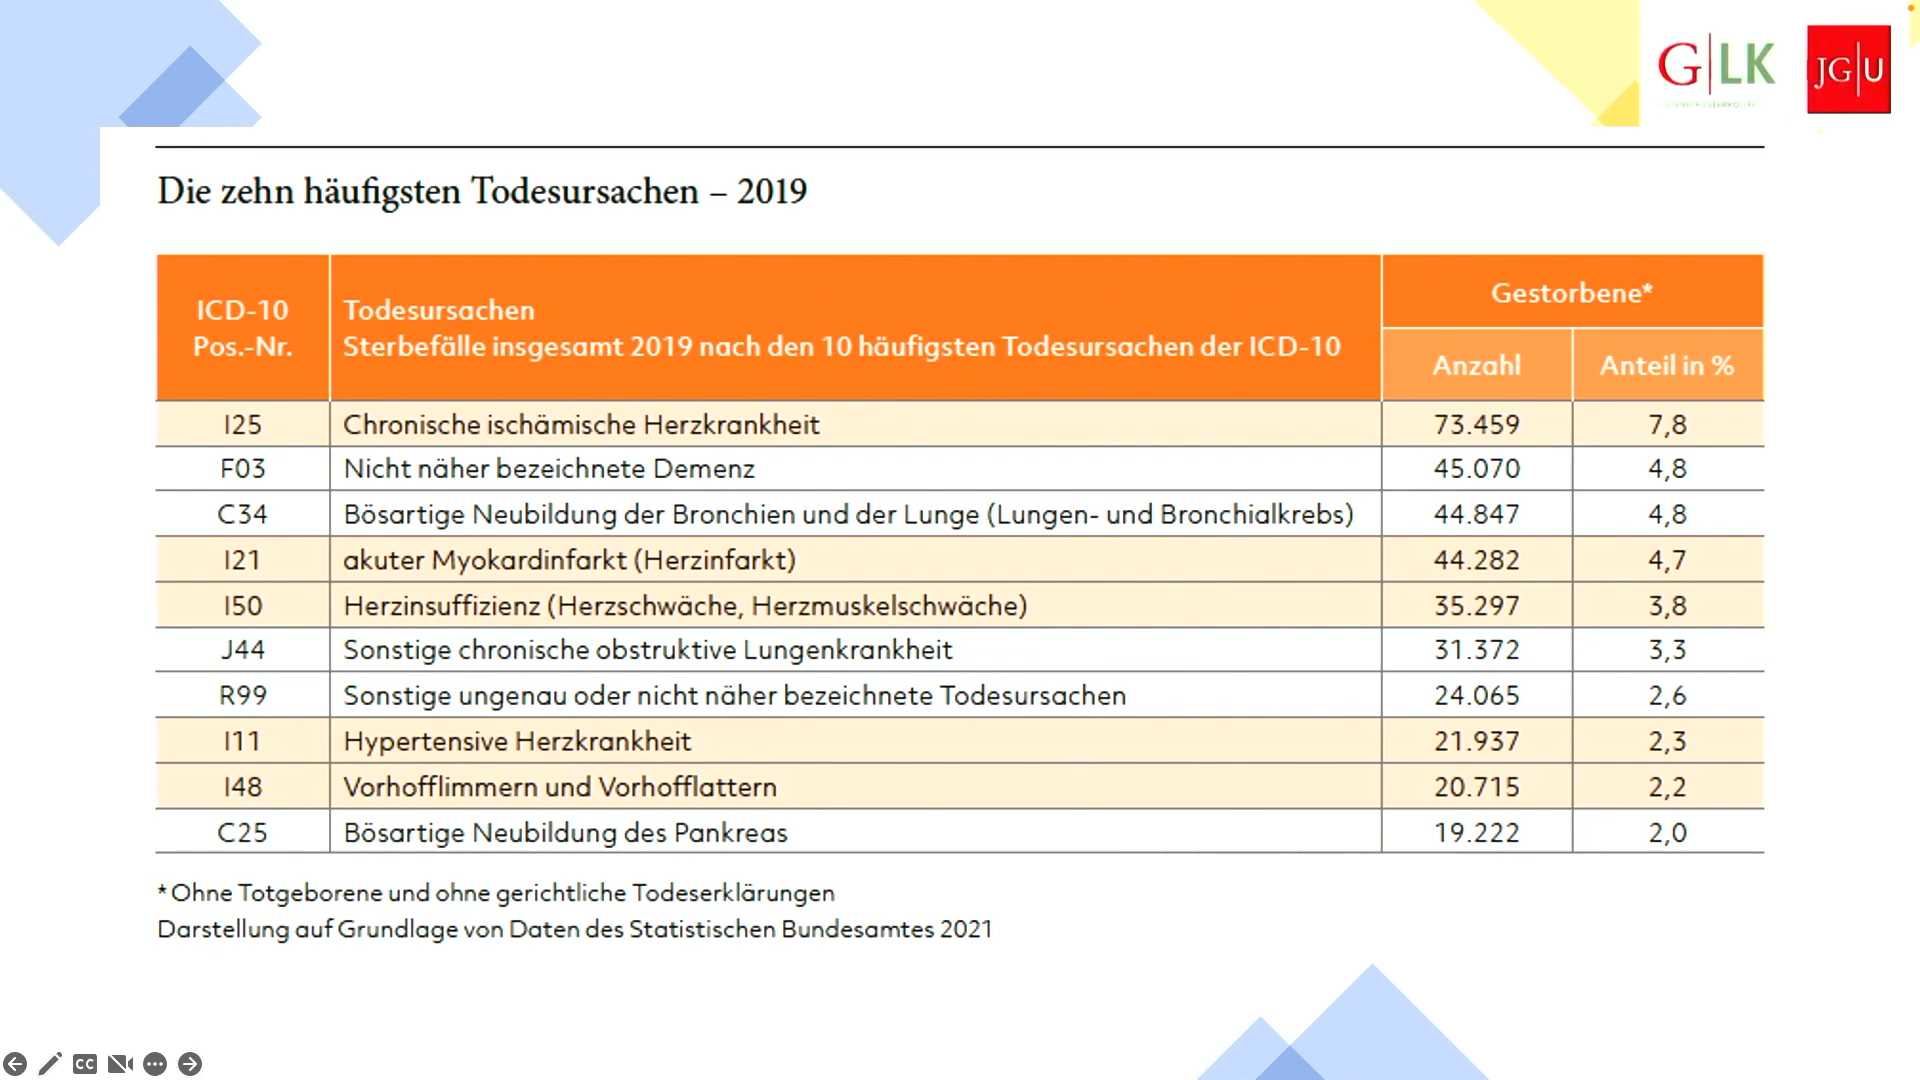 G|LK
JG|U
Die zehn häufigsten Todesursachen – 2019
ICD-10
Pos.-Nr.
Todesursachen
Sterbefälle insgesamt 2019 nach den 10 häufigsten Todesursachen der ICD-10
Gestorbene*
Anzahl Anteil in %
I25 Chronische ischämische Herzkrankheit 73.459 7,8
F03 Nicht näher bezeichnete Demenz 45.070 4,8
C34 Bösartige Neubildung der Bronchien und der Lunge (Lungen- und Bronchialkrebs) 44.847 4,8
I21 akuter Myokardinfarkt (Herzinfarkt) 44.282 4,7
I50 Herzinsuffizienz (Herzschwäche, Herzmuskelschwäche) 35.297 3,8
J44 Sonstige chronische obstruktive Lungenkrankheit 31.372 3,3
R99 Sonstige ungenau oder nicht näher bezeichnete Todesursachen 24.065 2,6
I11 Hypertensive Herzkrankheit 21.937 2,3
I48 Vorhofflimmern und Vorhofflattern 20.715 2,2
C25 Bösartige Neubildung des Pankreas 19.222 2,0
* Ohne Totgeborene und ohne gerichtliche Todeserklärungen
Darstellung auf Grundlage von Daten des Statistischen Bundesamtes 2021
CC